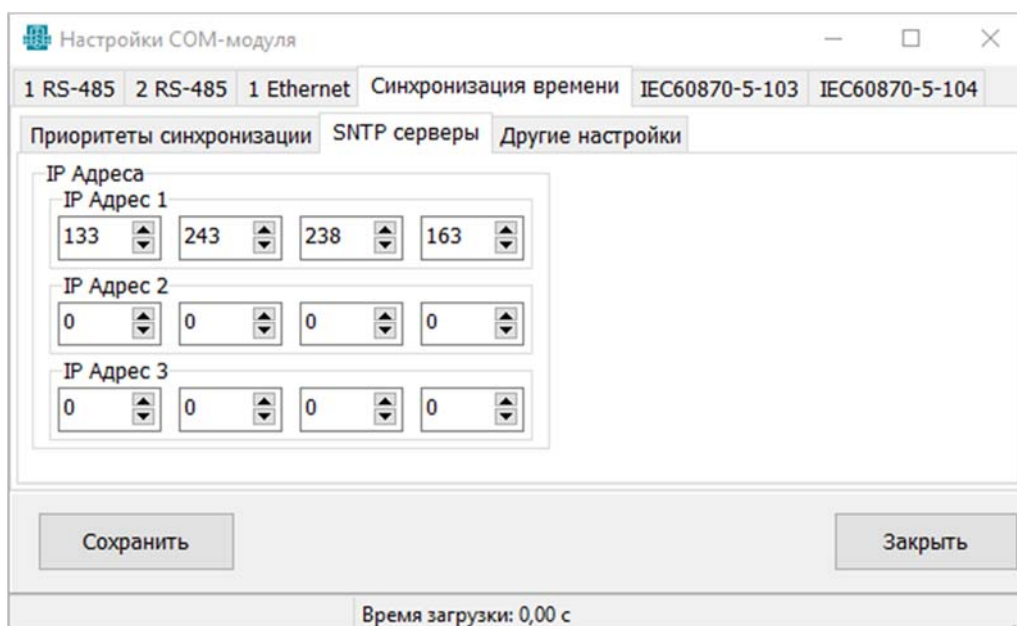 Настройки COM-модуля
1 RS-485 2 RS-485 1 Ethernet Синхронизация времени IEC60870-5-103 IEC60870-5-104
Приоритеты синхронизации SNTP серверы Другие настройки
IP Адреса
IP Адрес 1
133 243 238 163
IP Адрес 2
0 0 0 0
IP Адрес 3
0 0 0 0
Сохранить Закрыть
Время загрузки: 0,00 с